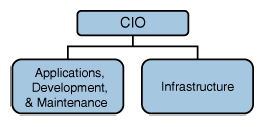 CIO
Applications,
Development,
& Maintenance
Infrastructure